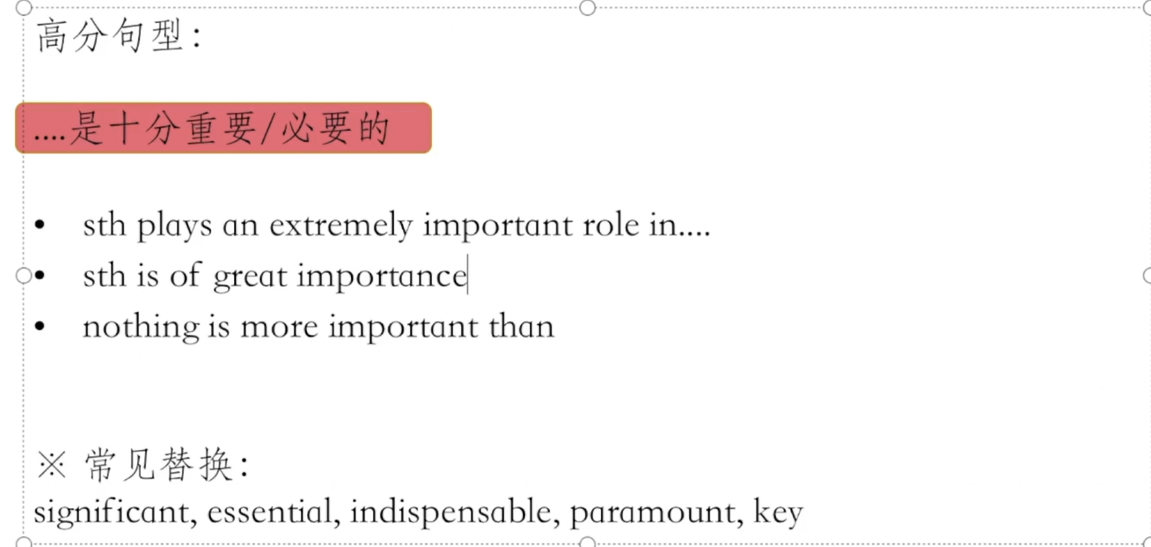 高分句型：
....是十分重要/必要的
• sth plays an extremely important role in....
• sth is of great importance
• nothing is more important than
※ 常见替换：
significant, essential, indispensable, paramount, key